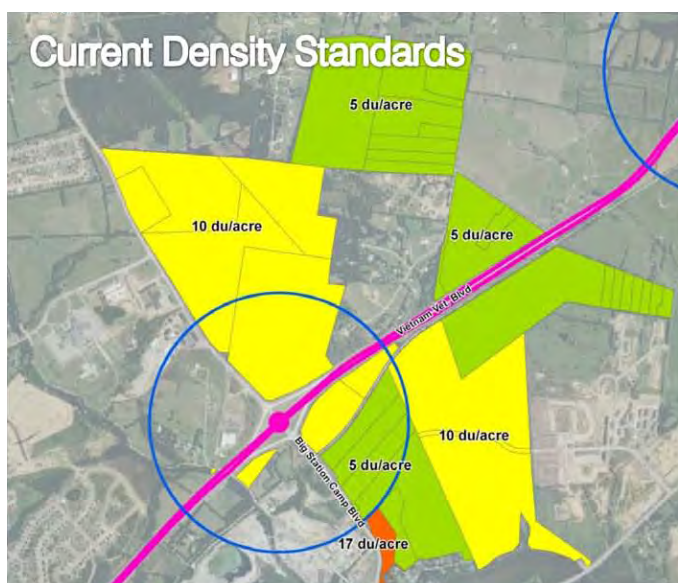 Current Density Standards
5 du/acre
10 du/acre
5 du/acre
Vietnam Vet. Blvd
10 du/acre
5 du/acre
Big Station Camp Blvd
17 du/acre